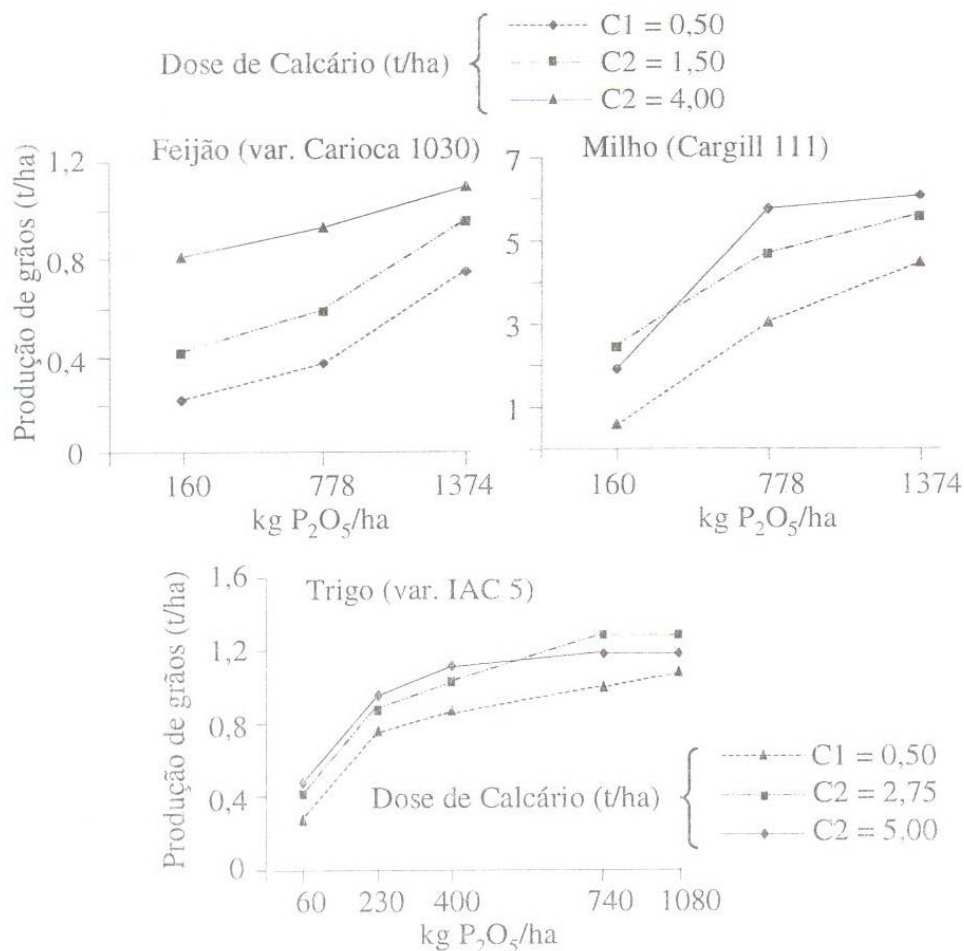 Dose de Calcário (t/ha)
C1 = 0,50
C2 = 1,50
C2 = 4,00
Feijão (var. Carioca 1030)
Produção de grãos (t/ha)
1,2
0,8
0,4
0
160 778 1374
kg P₂O₅/ha
Milho (Cargill 111)
7
5
3
1
160 778 1374
kg P₂O₅/ha
Trigo (var. IAC 5)
Produção de grãos (t/ha)
1,6
1,2
0,8
0,4
0
60 230 400 740 1080
kg P₂O₅/ha
Dose de Calcário (t/ha)
C1 = 0,50
C2 = 2,75
C2 = 5,00